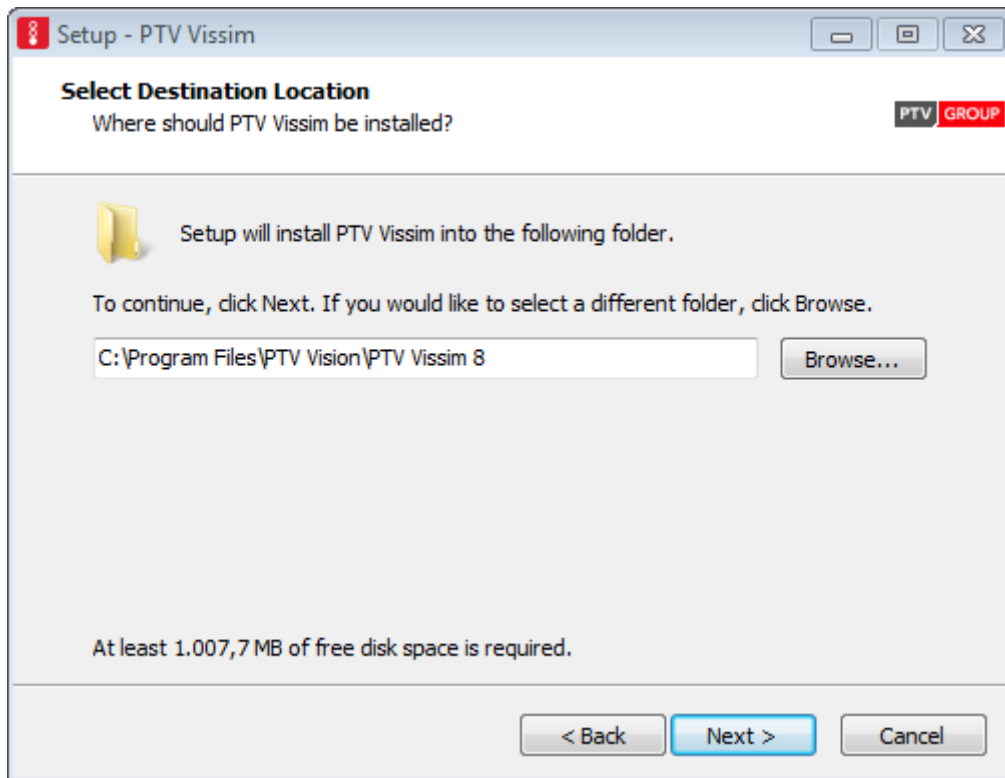 Setup - PTV Vissim
Select Destination Location
Where should PTV Vissim be installed?
PTV GROUP
Setup will install PTV Vissim into the following folder.
To continue, click Next. If you would like to select a different folder, click Browse.
C:\Program Files\PTV Vision\PTV Vissim 8
Browse...
At least 1.007,7 MB of free disk space is required.
< Back
Next >
Cancel